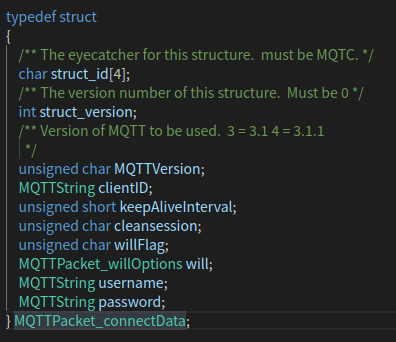 typedef struct
{
/** The eyecatcher for this structure.  must be MQTC. */
char struct_id[4];
/** The version number of this structure.  Must be 0 */
int struct_version;
/** Version of MQTT to be used.  3 = 3.1 4 = 3.1.1
*/
unsigned char MQTTVersion;
MQTTString clientID;
unsigned short keepAliveInterval;
unsigned char cleansession;
unsigned char willFlag;
MQTTPacket_willOptions will;
MQTTString username;
MQTTString password;
} MQTTPacket_connectData;